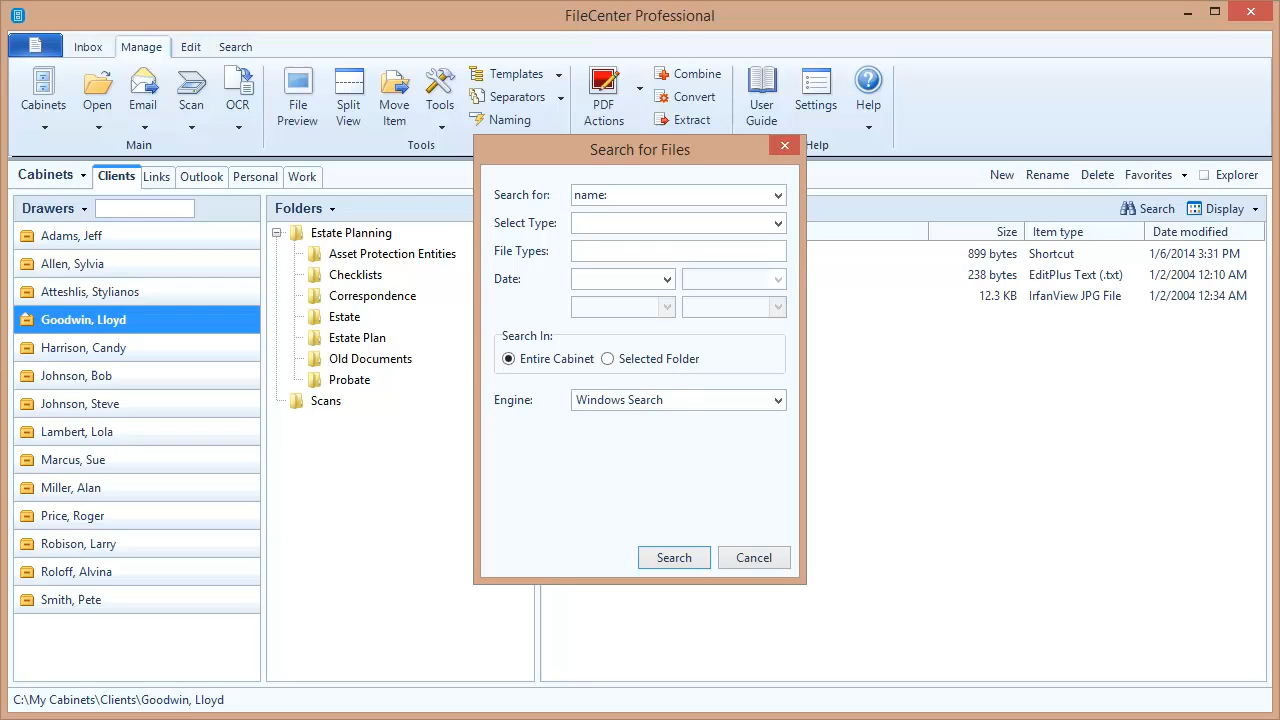 FileCenter Professional
Inbox Manage Edit Search
Cabinets Open Email Scan OCR
Main
File Preview Split View Move Item Tools
Templates
Separators
Naming
Tools
PDF Actions
Combine
Convert
Extract
User Guide Settings Help
Help
Cabinets Clients Links Outlook Personal Work
New Rename Delete Favorites Explorer
Drawers
Adams, Jeff
Allen, Sylvia
Atteshlis, Stylianos
Goodwin, Lloyd
Harrison, Candy
Johnson, Bob
Johnson, Steve
Lambert, Lola
Marcus, Sue
Miller, Alan
Price, Roger
Robison, Larry
Roloff, Alvina
Smith, Pete
Folders
Estate Planning
Asset Protection Entities
Checklists
Correspondence
Estate
Estate Plan
Old Documents
Probate
Scans
Search Display
Size Item type Date modified
899 bytes Shortcut 1/6/2014 3:31 PM
238 bytes EditPlus Text (.txt) 1/2/2004 12:10 AM
12.3 KB IrfanView JPG File 1/2/2004 12:34 AM
Search for Files
Search for: name:
Select Type:
File Types:
Date:
Search In:
Entire Cabinet Selected Folder
Engine: Windows Search
Search Cancel
C:\My Cabinets\Clients\Goodwin, Lloyd